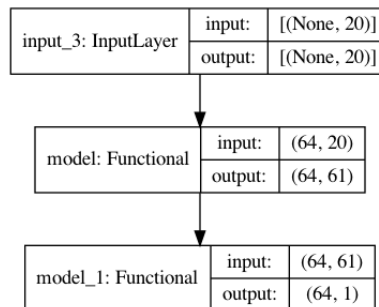 input_3: InputLayer
input: [(None, 20)]
output: [(None, 20)]
model: Functional
input: (64, 20)
output: (64, 61)
model_1: Functional
input: (64, 61)
output: (64, 1)